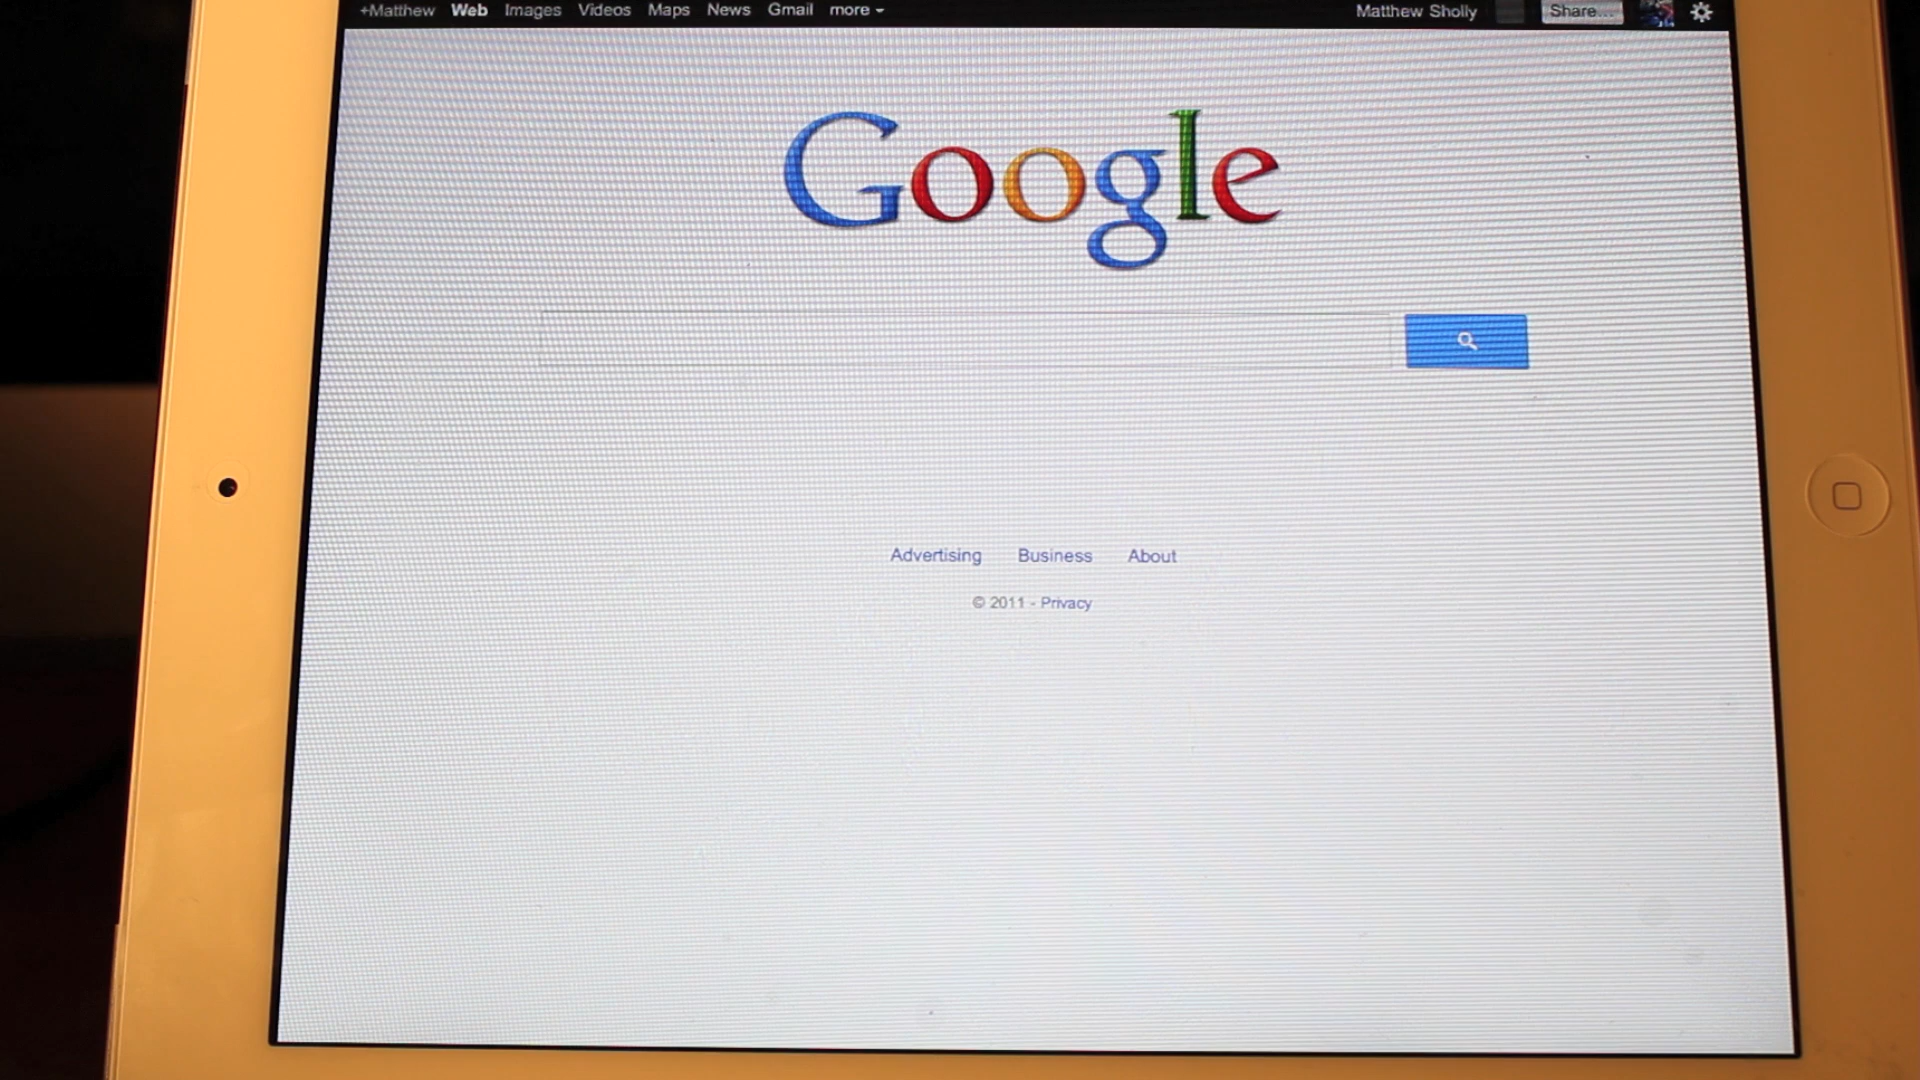 +Matthew Web Images Videos Maps News Gmail more Matthew Sholly Share...
Google
Advertising Business About
© 2011 - Privacy